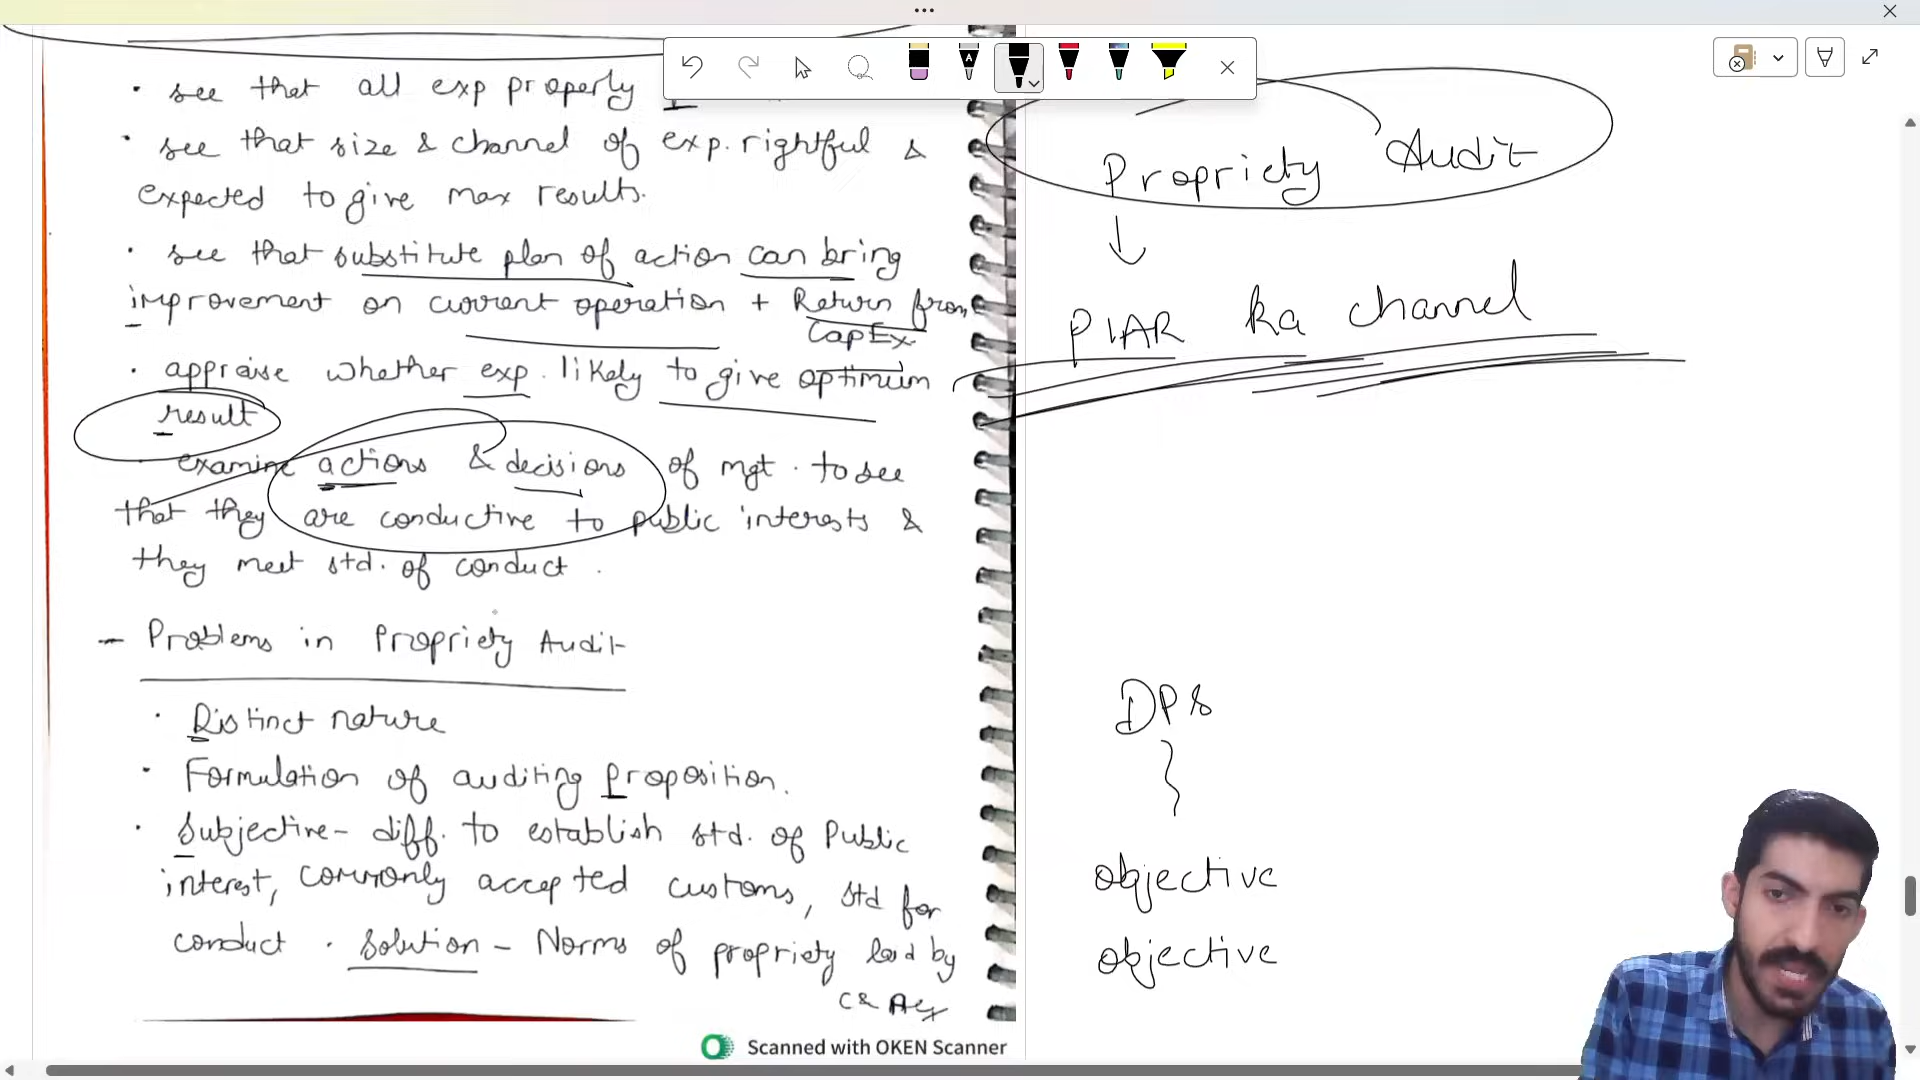 • see that all exp properly
• see that size & channel of exp. rightful &
expected to give max results.
• see that substitute plan of action can bring
improvement on current operation + Return from
CapEx
• appraise whether exp. likely to give optimum
result
• examine actions & decisions of mgt. to see
that they are conductive to public interests &
they meet std. of conduct.
- Problems in Propriety Audit
• Distinct nature
• Formulation of auditing Proposition.
• Subjective - diff. to establish std. of Public
interest, commonly accepted customs, std for
conduct. Solution - Norms of propriety laid by
C&AG
Scanned with OKEN Scanner
Propriety Audit
↓
PIAR ka channel
DPS
objective
objective